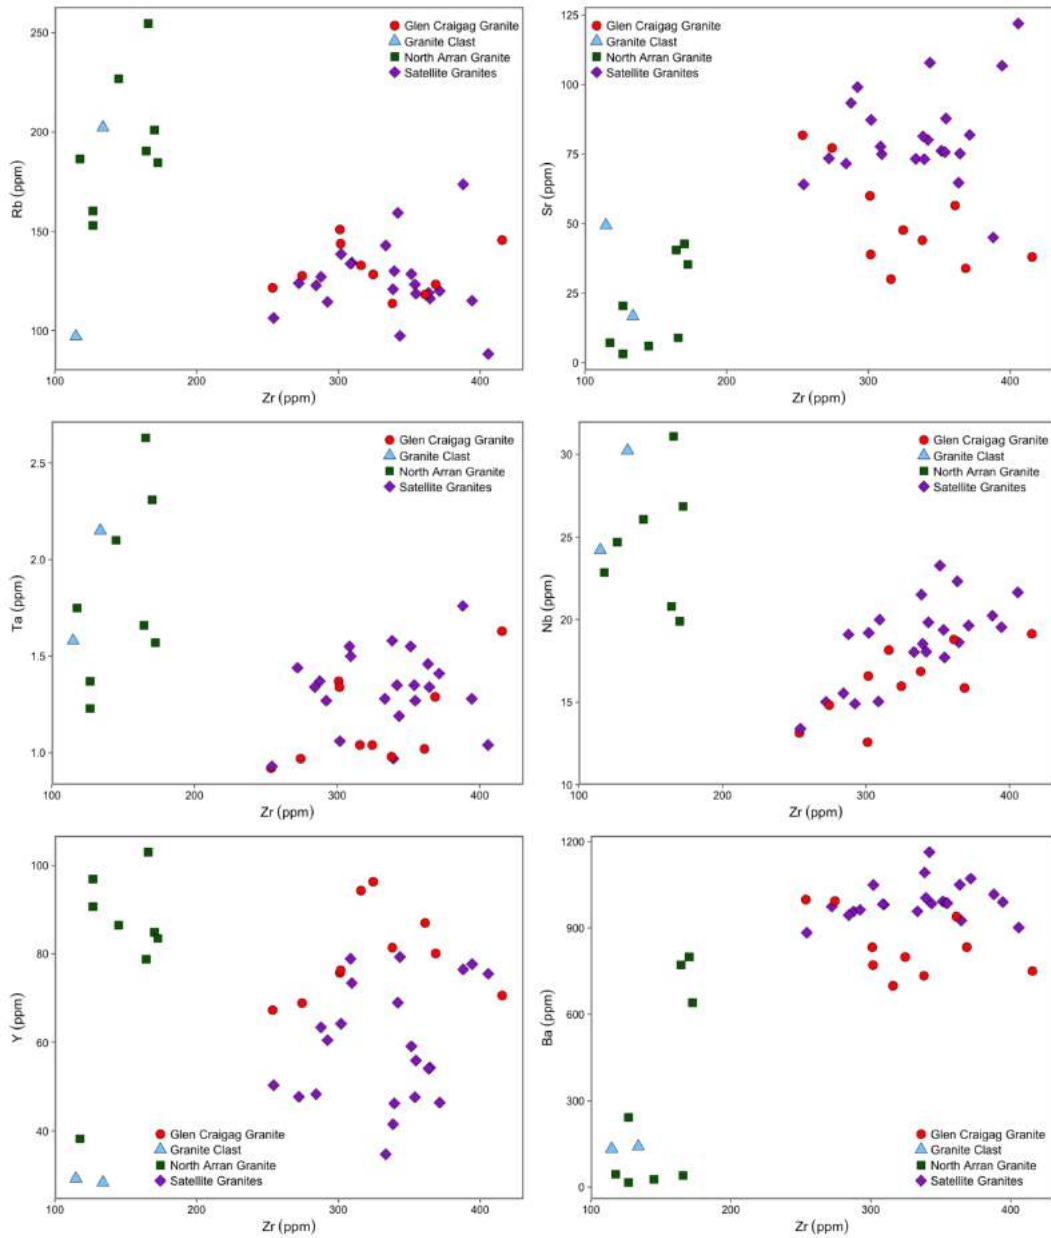 250
200
150
100
Rb (ppm)
100
200
300
400
Zr (ppm)
Glen Craigag Granite
Granite Clast
North Arran Granite
Satellite Granites
125
100
75
50
25
0
Sr (ppm)
100
200
300
400
Zr (ppm)
Glen Craigag Granite
Granite Clast
North Arran Granite
Satellite Granites
2.5
2.0
1.5
1.0
Ta (ppm)
100
200
300
400
Zr (ppm)
Glen Craigag Granite
Granite Clast
North Arran Granite
Satellite Granites
30
25
20
15
10
Nb (ppm)
100
200
300
400
Zr (ppm)
Glen Craigag Granite
Granite Clast
North Arran Granite
Satellite Granites
100
80
60
40
Y (ppm)
100
200
300
400
Zr (ppm)
Glen Craigag Granite
Granite Clast
North Arran Granite
Satellite Granites
1200
900
600
300
0
Ba (ppm)
100
200
300
400
Zr (ppm)
Glen Craigag Granite
Granite Clast
North Arran Granite
Satellite Granites